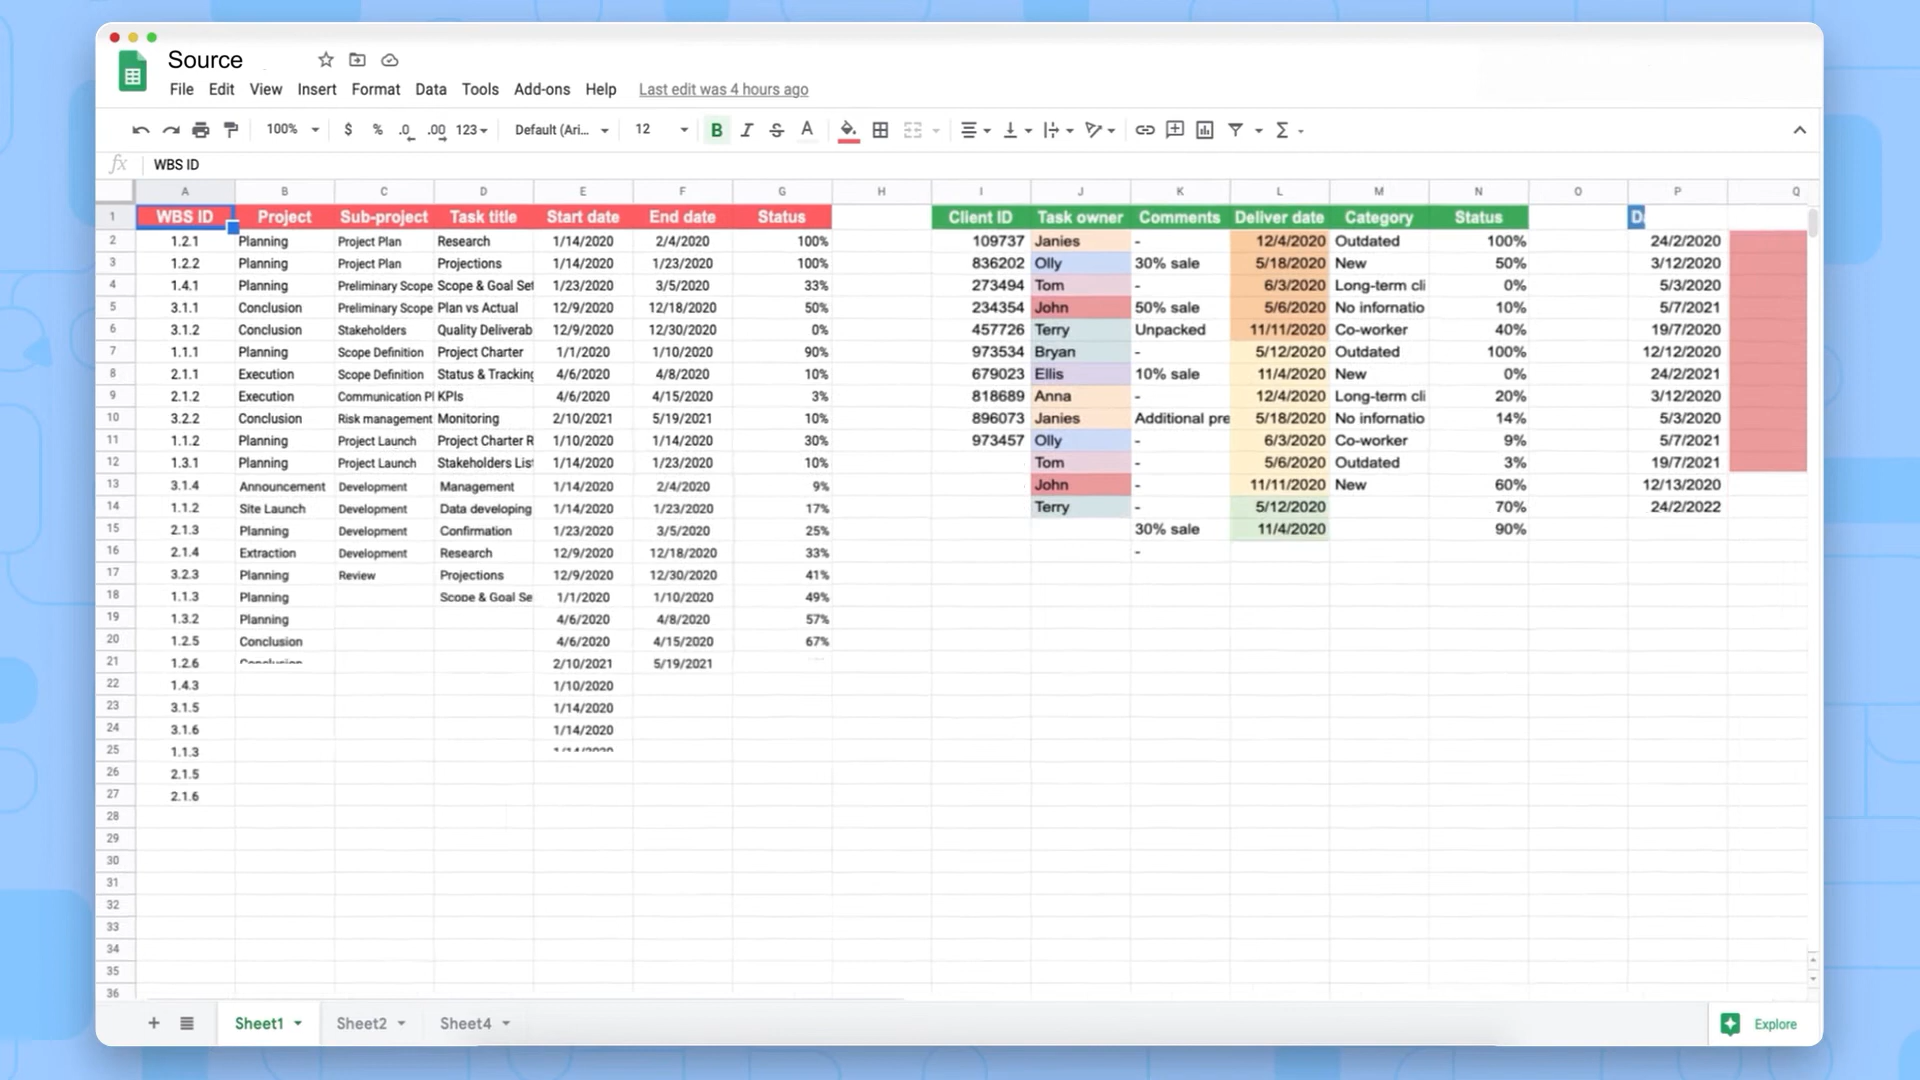 Source
File Edit View Insert Format Data Tools Add-ons Help Last edit was 4 hours ago
100% $ % .0 .00 123 Default (Ari... 12 B I S A Σ
fx WBS ID
A B C D E F G H I J K L M N O P Q
1 WBS ID Project Sub-project Task title Start date End date Status Client ID Task owner Comments Deliver date Category Status
2 1.2.1 Planning Project Plan Research 1/14/2020 2/4/2020 100% 109737 Janies - 12/4/2020 Outdated 100% 24/2/2020
3 1.2.2 Planning Project Plan Projections 1/14/2020 1/23/2020 100% 836202 Olly 30% sale 5/18/2020 New 50% 3/12/2020
4 1.4.1 Planning Preliminary Scope Scope & Goal Set 1/23/2020 3/5/2020 33% 273494 Tom - 6/3/2020 Long-term cli 0% 5/3/2020
5 3.1.1 Conclusion Preliminary Scope Plan vs Actual 12/9/2020 12/18/2020 50% 234354 John 50% sale 5/6/2020 No informatio 10% 5/7/2021
6 3.1.2 Conclusion Stakeholders Quality Deliverab 12/9/2020 12/30/2020 0% 457726 Terry Unpacked 11/11/2020 Co-worker 40% 19/7/2020
7 1.1.1 Planning Scope Definition Project Charter 1/1/2020 1/10/2020 90% 973534 Bryan - 5/12/2020 Outdated 100% 12/12/2020
8 2.1.1 Execution Scope Definition Status & Tracking 4/6/2020 4/8/2020 10% 679023 Ellis 10% sale 11/4/2020 New 0% 24/2/2021
9 2.1.2 Execution Communication Pl KPIs 4/6/2020 4/15/2020 3% 818689 Anna - 12/4/2020 Long-term cli 20% 3/12/2020
10 3.2.2 Conclusion Risk management Monitoring 2/10/2021 5/19/2021 10% 896073 Janies Additional pre 5/18/2020 No informatio 14% 5/3/2020
11 1.1.2 Planning Project Launch Project Charter R 1/10/2020 1/14/2020 30% 973457 Olly - 6/3/2020 Co-worker 9% 5/7/2021
12 1.3.1 Planning Project Launch Stakeholders List 1/14/2020 1/23/2020 10% Tom - 5/6/2020 Outdated 3% 19/7/2021
13 3.1.4 Announcement Development Management 1/14/2020 2/4/2020 9% John - 11/11/2020 New 60% 12/13/2020
14 1.1.2 Site Launch Development Data developing 1/14/2020 1/23/2020 17% Terry - 5/12/2020 70% 24/2/2022
15 2.1.3 Planning Development Confirmation 1/23/2020 3/5/2020 25% 30% sale 11/4/2020 90%
16 2.1.4 Extraction Development Research 12/9/2020 12/18/2020 33% -
17 3.2.3 Planning Review Projections 12/9/2020 12/30/2020 41%
18 1.1.3 Planning Scope & Goal Se 1/1/2020 1/10/2020 49%
19 1.3.2 Planning 4/6/2020 4/8/2020 57%
20 1.2.5 Conclusion 4/6/2020 4/15/2020 67%
21 1.2.6 2/10/2021 5/19/2021
22 1.4.3 1/10/2020
23 3.1.5 1/14/2020
24 3.1.6 1/14/2020
25 1.1.3
26 2.1.5
27 2.1.6
28
29
30
31
32
33
34
35
36
+ Sheet1 Sheet2 Sheet4 Explore